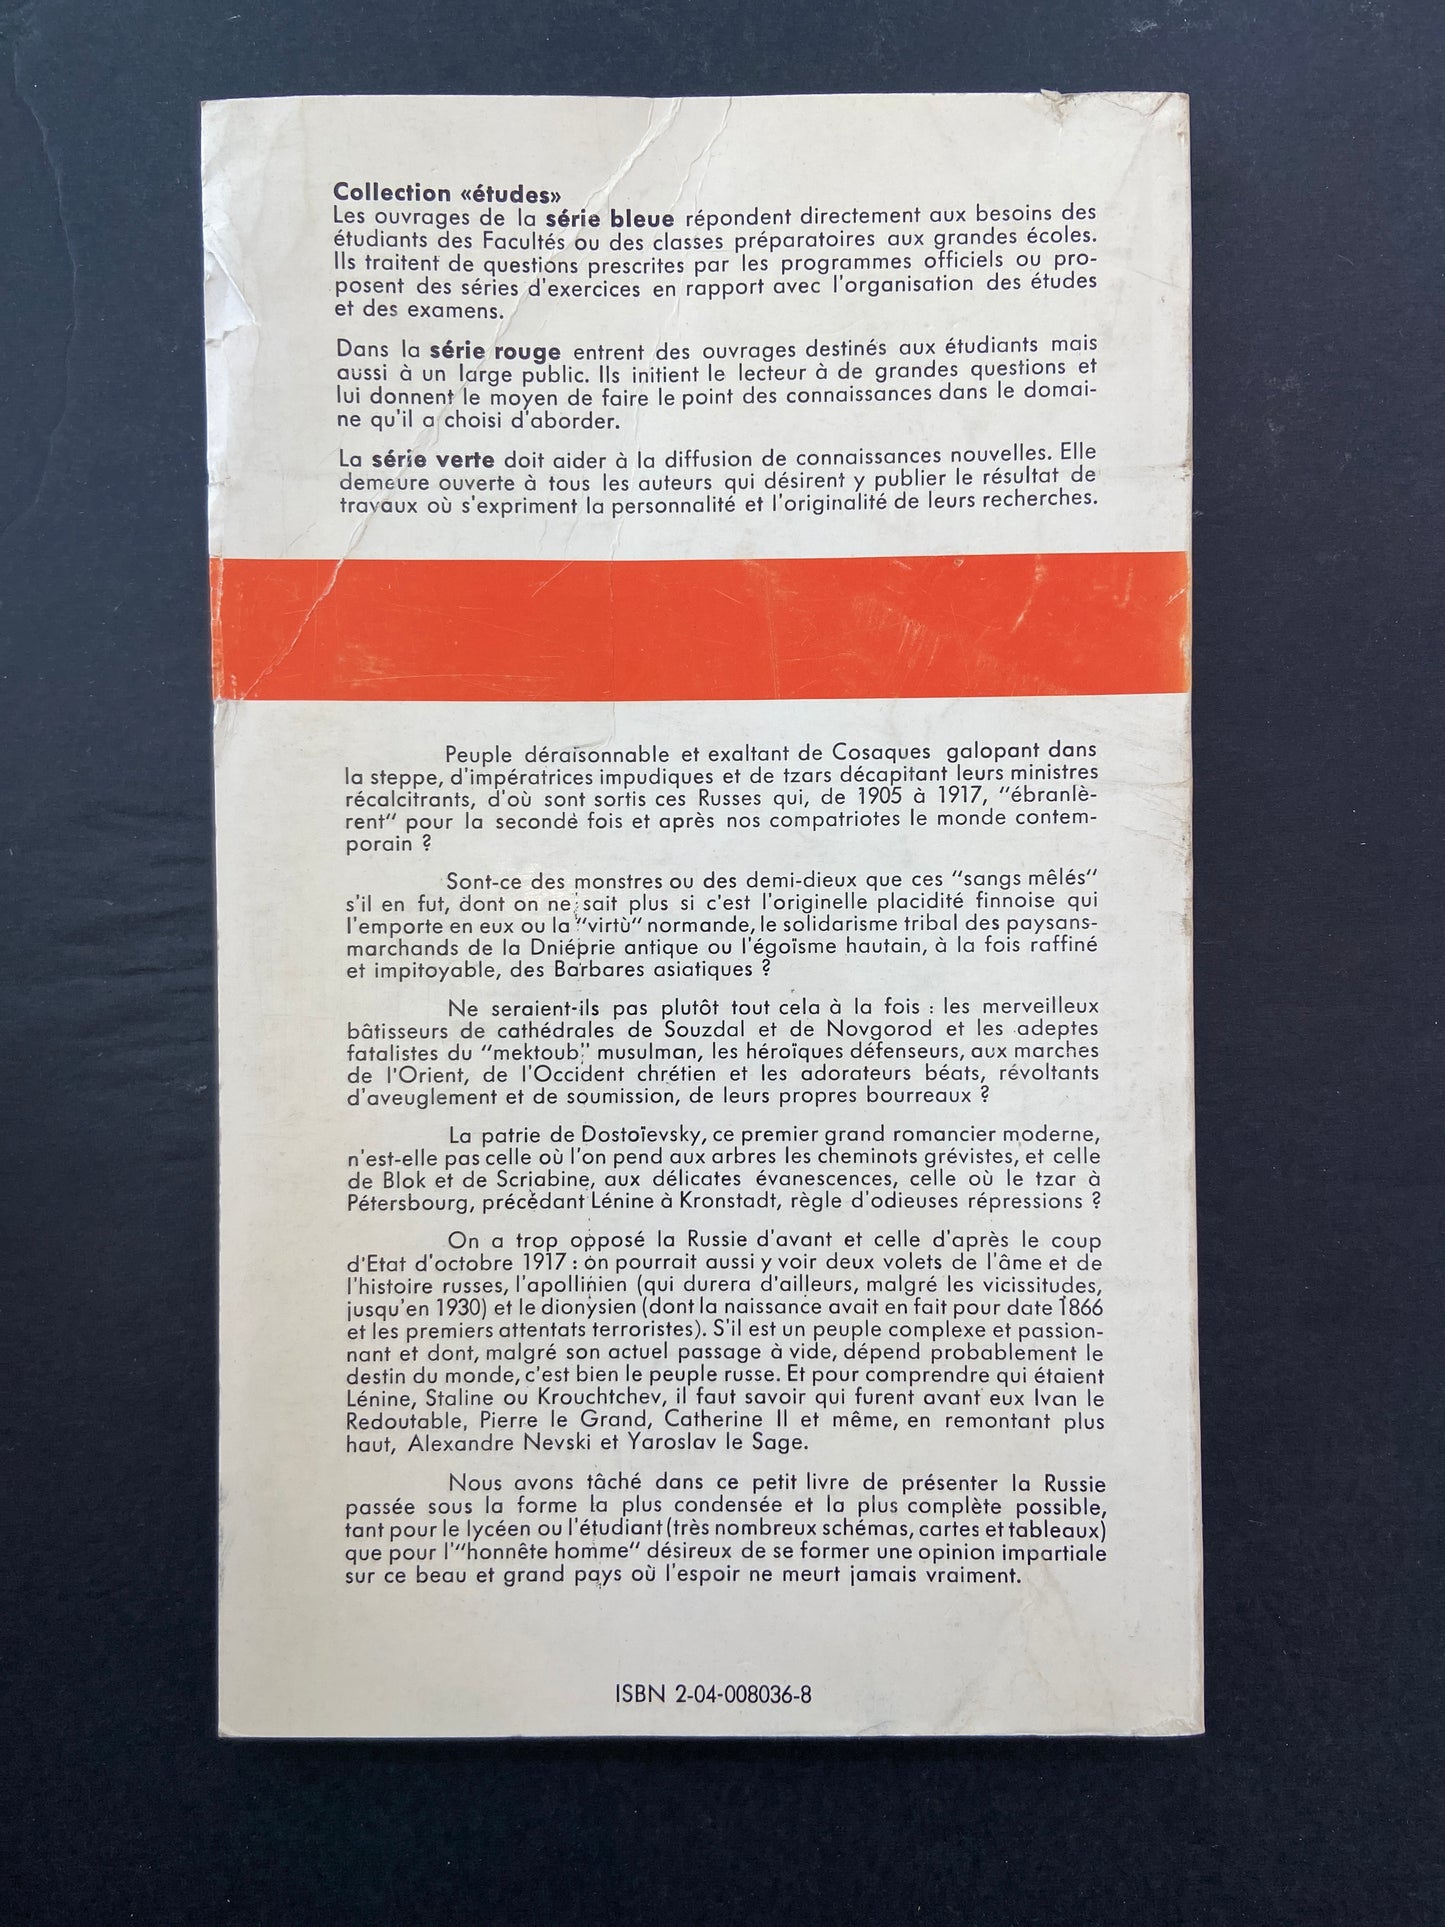 Collection «études»
Les ouvrages de la série bleue répondent directement aux besoins des
étudiants des Facultés ou des classes préparatoires aux grandes écoles.
Ils traitent de questions prescrites par les programmes officiels ou pro-
posent des séries d'exercices en rapport avec l'organisation des études
et des examens.
Dans la série rouge entrent des ouvrages destinés aux étudiants mais
aussi à un large public. Ils initient le lecteur à de grandes questions et
lui donnent le moyen de faire le point des connaissances dans le domai-
ne qu'il a choisi d'aborder.
La série verte doit aider à la diffusion de connaissances nouvelles. Elle
demeure ouverte à tous les auteurs qui désirent y publier le résultat de
travaux où s'expriment la personnalité et l'originalité de leurs recherches.
Peuple déraisonnable et exaltant de Cosaques galopant dans
la steppe, d'impératrices impudiques et de tzars décapitant leurs ministres
récalcitrants, d'où sont sortis ces Russes qui, de 1905 à 1917, "ébranlè-
rent" pour la seconde fois et après nos compatriotes le monde contem-
porain ?
Sont-ce des monstres ou des demi-dieux que ces "sangs mêlés"
s'il en fut, dont on ne sait plus si c'est l'originelle placidité finnoise qui
l'emporte en eux ou la "virtù" normande, le solidarisme tribal des paysans-
marchands de la Dniéprie antique ou l'égoïsme hautain, à la fois raffiné
et impitoyable, des Barbares asiatiques ?
Ne seraient-ils pas plutôt tout cela à la fois : les merveilleux
bâtisseurs de cathédrales de Souzdal et de Novgorod et les adeptes
fatalistes du "mektoub" musulman, les héroïques défenseurs, aux marches
de l'Orient, de l'Occident chrétien et les adorateurs béats, révoltants
d'aveuglement et de soumission, de leurs propres bourreaux ?
La patrie de Dostoïevsky, ce premier grand romancier moderne,
n'est-elle pas celle où l'on pend aux arbres les cheminots grévistes, et celle
de Blok et de Scriabine, aux délicates évanescences, celle où le tzar à
Pétersbourg, précédant Lénine à Kronstadt, règle d'odieuses répressions ?
On a trop opposé la Russie d'avant et celle d'après le coup
d'Etat d'octobre 1917 : on pourrait aussi y voir deux volets de l'âme et de
l'histoire russes, l'apollinien (qui durera d'ailleurs, malgré les vicissitudes,
jusqu'en 1930) et le dionysien (dont la naissance avait en fait pour date 1866
et les premiers attentats terroristes). S'il est un peuple complexe et passion-
nant et dont, malgré son actuel passage à vide, dépend probablement le
destin du monde, c'est bien le peuple russe. Et pour comprendre qui étaient
Lénine, Staline ou Krouchtchev, il faut savoir qui furent avant eux Ivan le
Redoutable, Pierre le Grand, Catherine II et même, en remontant plus
haut, Alexandre Nevski et Yaroslav le Sage.
Nous avons tâché dans ce petit livre de présenter la Russie
passée sous la forme la plus condensée et la plus complète possible,
tant pour le lycéen ou l'étudiant (très nombreux schémas, cartes et tableaux)
que pour l'"honnête homme" désireux de se former une opinion impartiale
sur ce beau et grand pays où l'espoir ne meurt jamais vraiment.
ISBN 2-04-008036-8